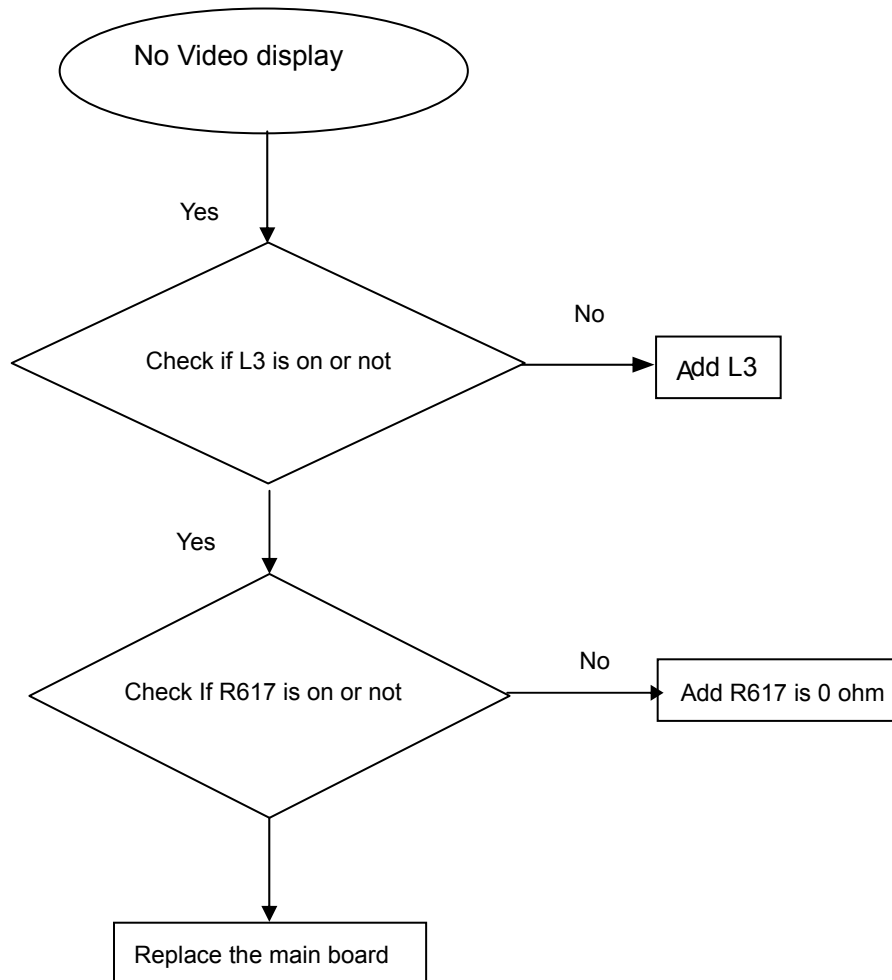 No Video display
Yes
No
Check if L3 is on or not
Add L3
Yes
No
Check If R617 is on or not
Add R617 is 0 ohm
Replace the main board